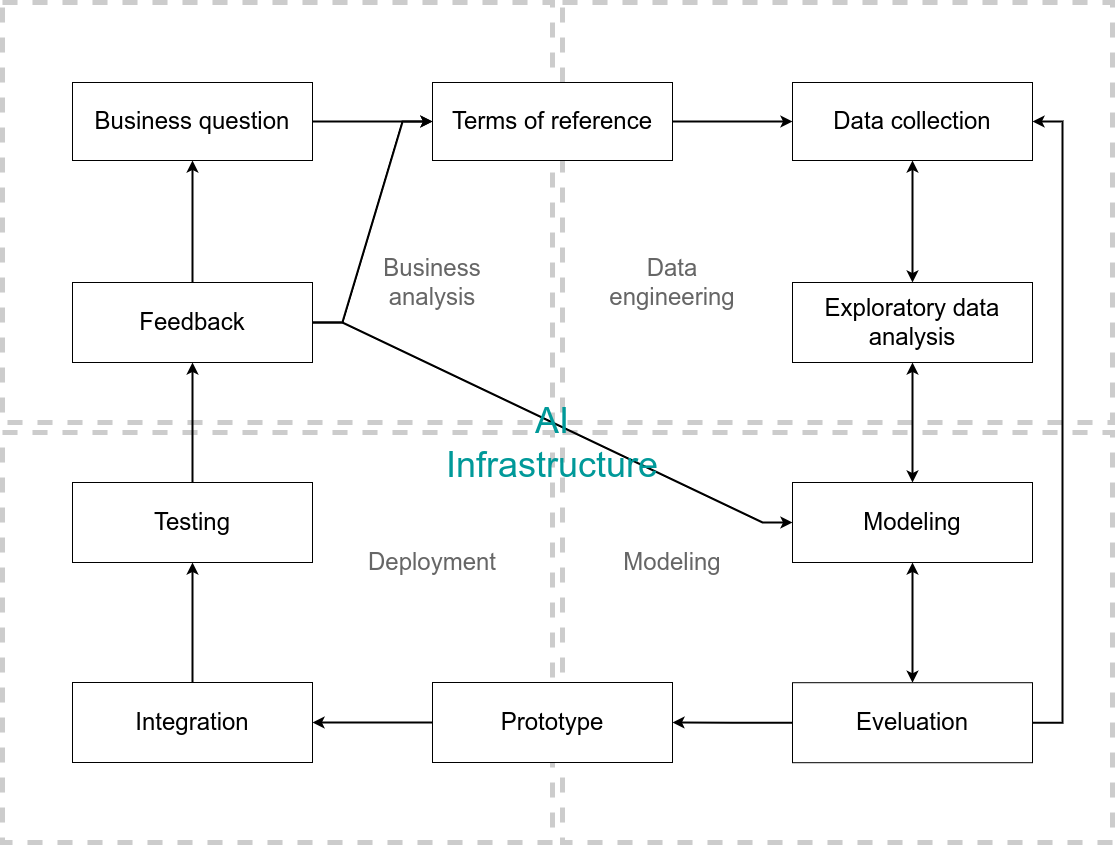 Business question
Terms of reference
Data collection
Business
analysis
Data
engineering
Feedback
Exploratory data
analysis
AI
Infrastructure
Testing
Modeling
Deployment
Modeling
Integration
Prototype
Eveluation